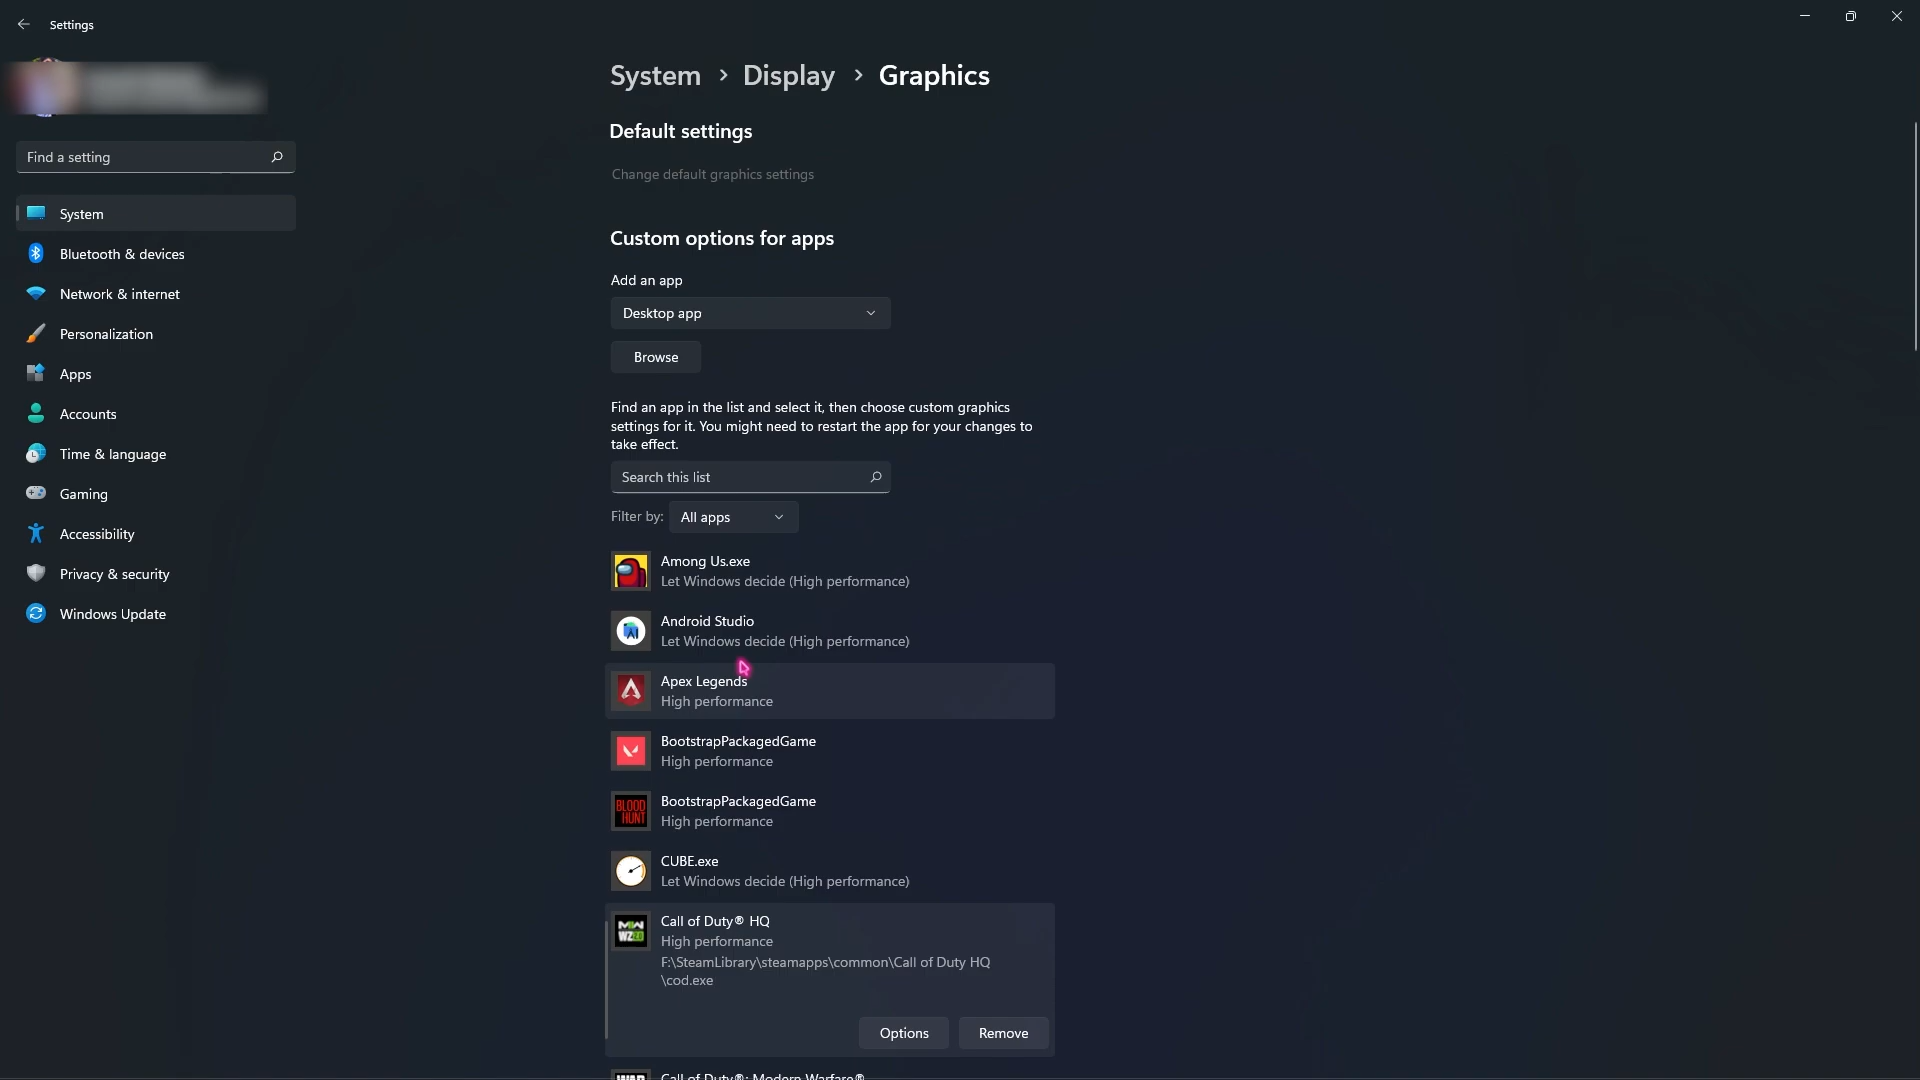 Settings
Find a setting
System
Bluetooth & devices
Network & internet
Personalization
Apps
Accounts
Time & language
Gaming
Accessibility
Privacy & security
Windows Update
System > Display > Graphics
Default settings
Change default graphics settings
Custom options for apps
Add an app
Desktop app
Browse
Find an app in the list and select it, then choose custom graphics
settings for it. You might need to restart the app for your changes to
take effect.
Search this list
Filter by: All apps
Among Us.exe
Let Windows decide (High performance)
Android Studio
Let Windows decide (High performance)
Apex Legends
High performance
BootstrapPackagedGame
High performance
BLOOD
HUNT
BootstrapPackagedGame
High performance
CUBE.exe
Let Windows decide (High performance)
MW
WZ2.0
Call of Duty® HQ
High performance
F:\SteamLibrary\steamapps\common\Call of Duty HQ
\cod.exe
Options Remove
Call of Duty®: Modern Warfare®